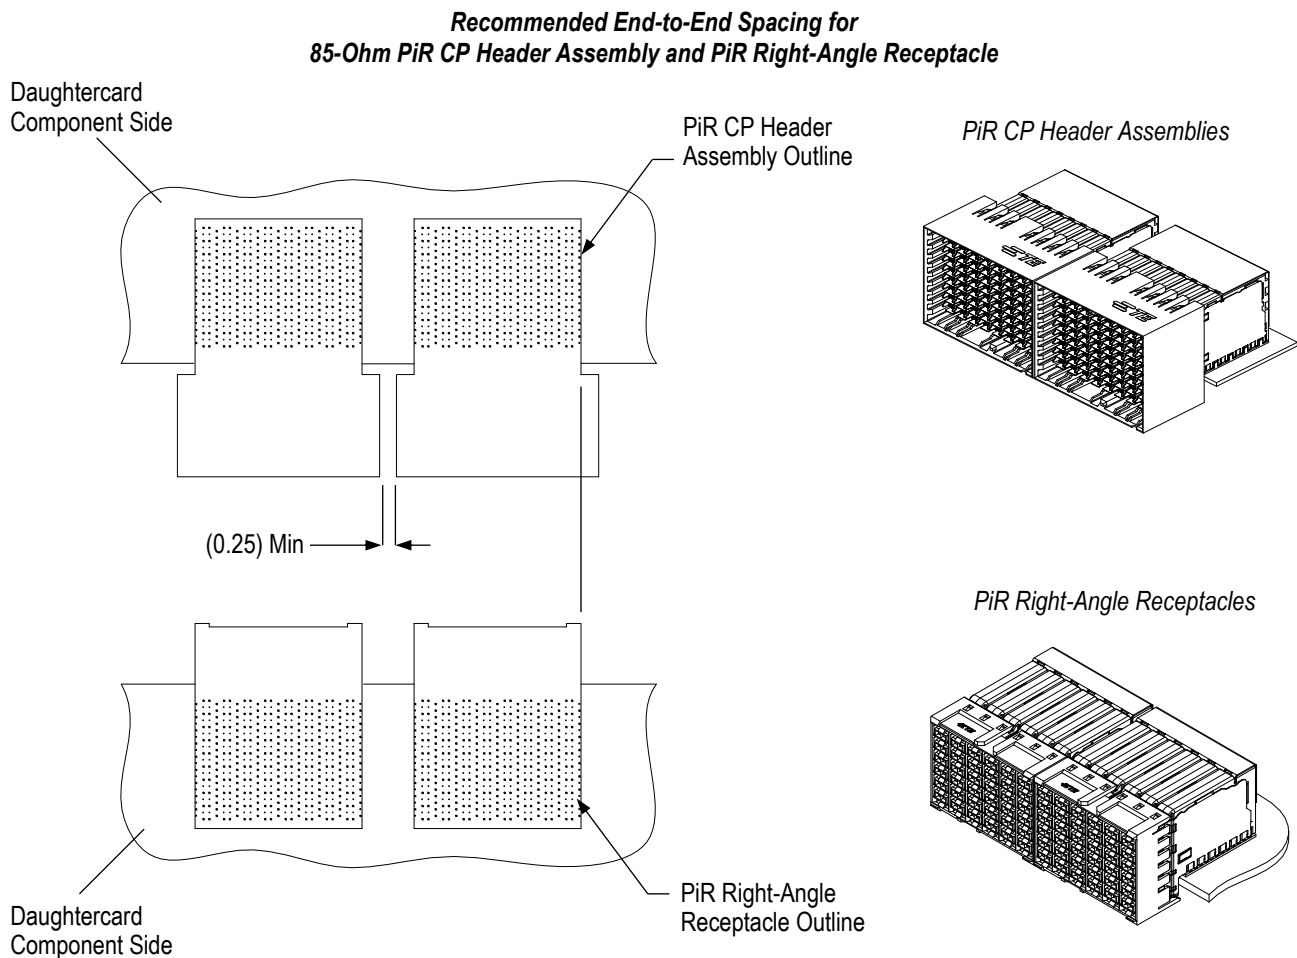 Recommended End-to-End Spacing for
85-Ohm PiR CP Header Assembly and PiR Right-Angle Receptacle
Daughtercard
Component Side
PiR CP Header
Assembly Outline
PiR CP Header Assemblies
TE
TE
(0.25) Min
PiR Right-Angle Receptacles
PiR Right-Angle
Receptacle Outline
Daughtercard
Component Side